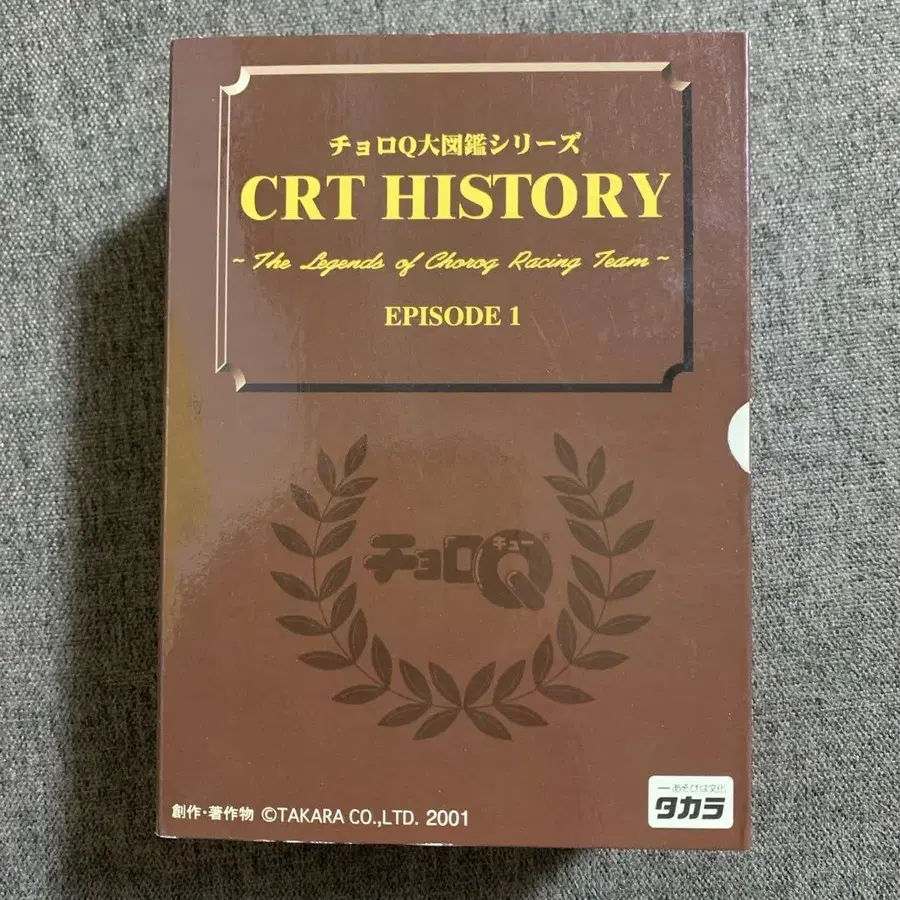 チョロQ大図鑑シリーズ
CRT HISTORY
~ The Legends of Choroq Racing Team ~
EPISODE 1
チョロQ
キュー
創作・著作物 ©TAKARA CO.,LTD. 2001
あそびは文化
タカラ